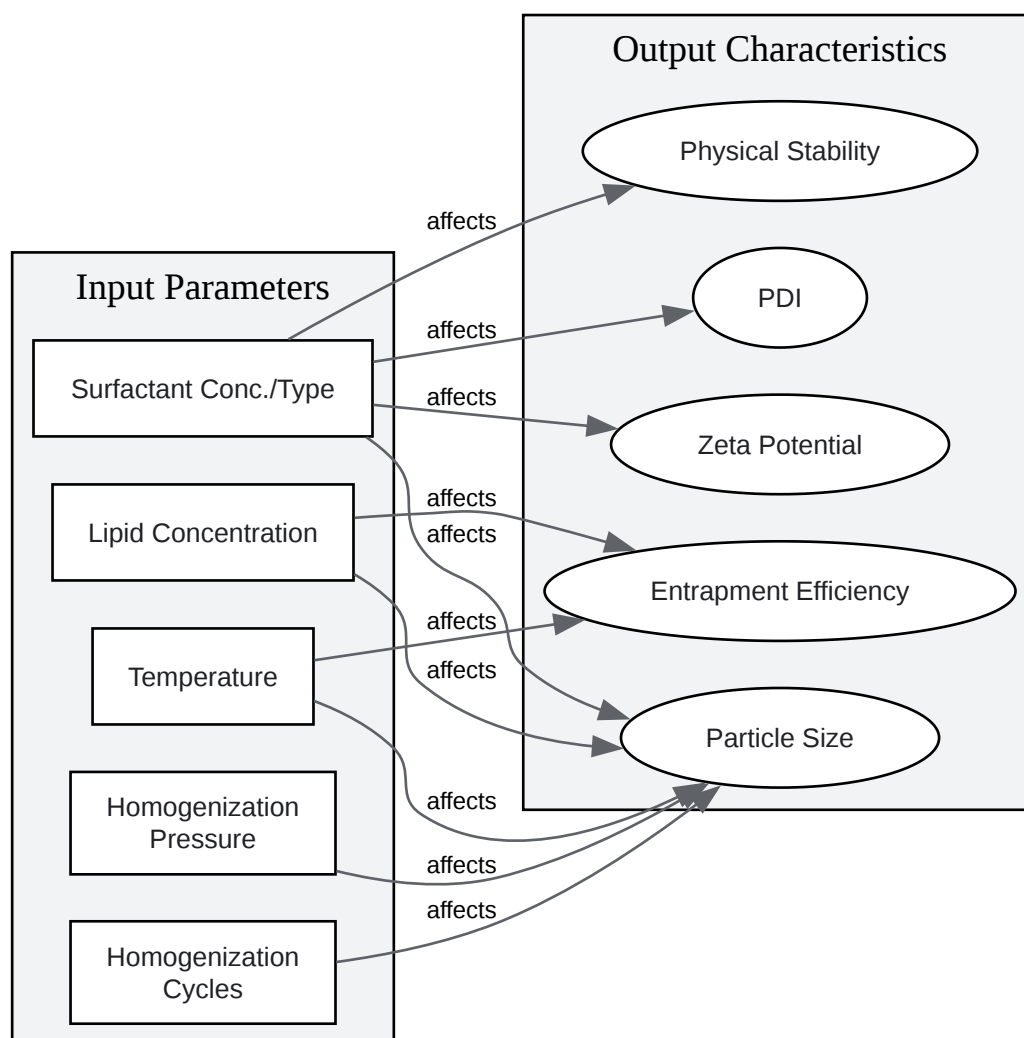 Output Characteristics
Physical Stability
affects
Input Parameters
PDI
affects
Surfactant Conc./Type
affects
Zeta Potential
affects
Lipid Concentration
affects
Entrapment Efficiency
affects
Temperature
affects
Particle Size
affects
Homogenization
Pressure
affects
affects
Homogenization
Cycles